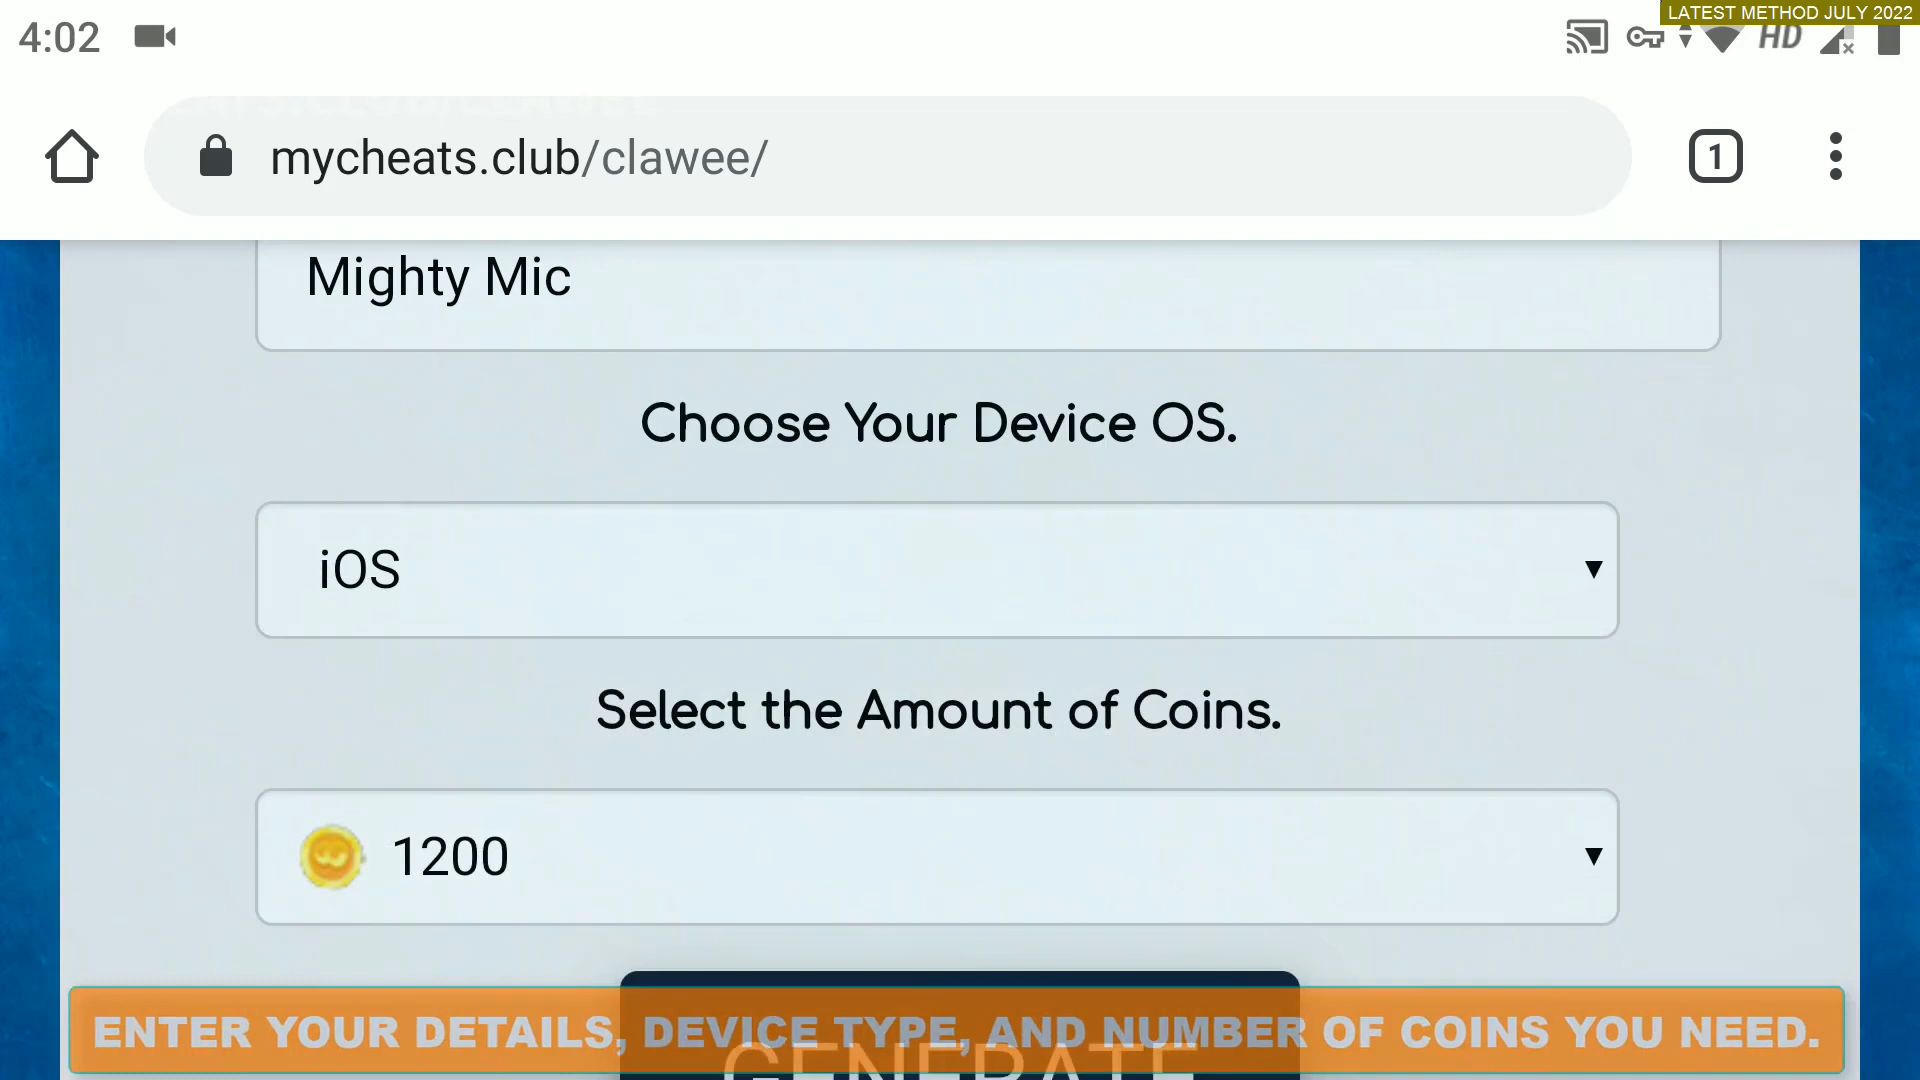 LATEST METHOD JULY 2022
4:02
HD
mycheats.club/clawee/
1
Mighty Mic
Choose Your Device OS.
iOS
Select the Amount of Coins.
1200
ENTER YOUR DETAILS, DEVICE TYPE, AND NUMBER OF COINS YOU NEED.
GENERATE